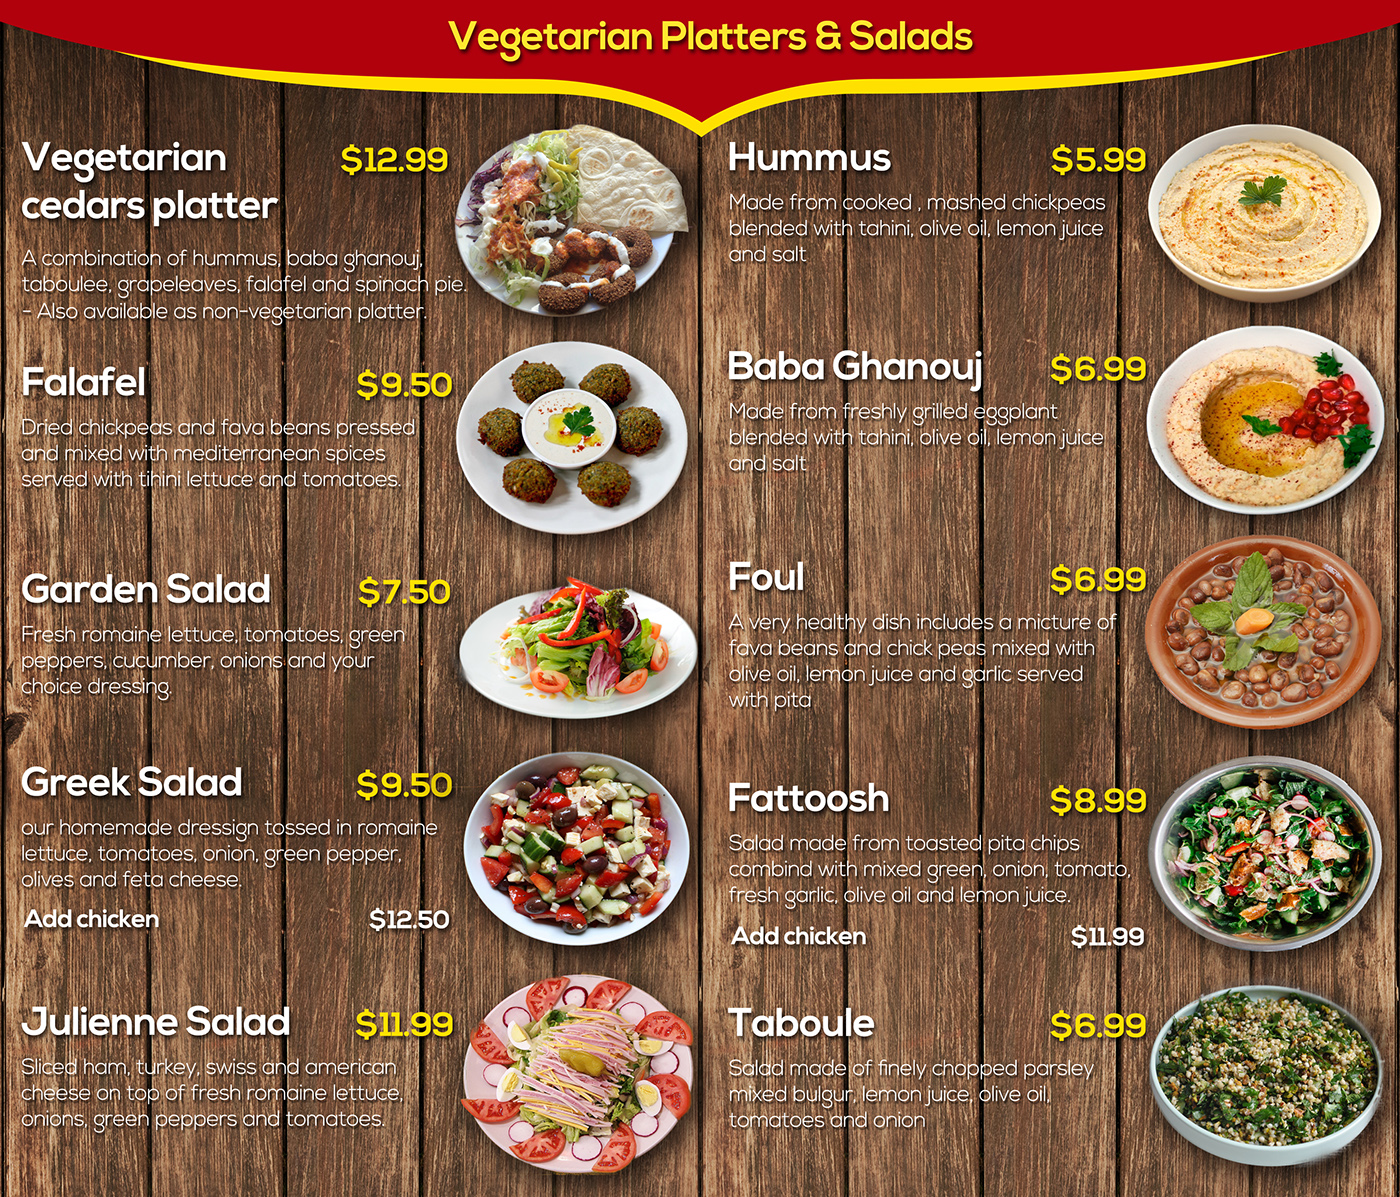 Vegetarian Platters & Salads
Vegetarian $12.99
cedars platter
A combination of hummus, baba ghanouj,
taboulee, grapeleaves, falafel and spinach pie.
- Also available as non-vegetarian platter.
Falafel $9.50
Dried chickpeas and fava beans pressed
and mixed with mediterranean spices
served with tihini lettuce and tomatoes.
Garden Salad $7.50
Fresh romaine lettuce, tomatoes, green
peppers, cucumber, onions and your
choice dressing.
Greek Salad $9.50
our homemade dressign tossed in romaine
lettuce, tomatoes, onion, green pepper,
olives and feta cheese.
Add chicken $12.50
Julienne Salad $11.99
Sliced ham, turkey, swiss and american
cheese on top of fresh romaine lettuce,
onions, green peppers and tomatoes.
Hummus $5.99
Made from cooked , mashed chickpeas
blended with tahini, olive oil, lemon juice
and salt
Baba Ghanouj $6.99
Made from freshly grilled eggplant
blended with tahini, olive oil, lemon juice
and salt
Foul $6.99
A very healthy dish includes a micture of
fava beans and chick peas mixed with
olive oil, lemon juice and garlic served
with pita
Fattoosh $8.99
Salad made from toasted pita chips
combind with mixed green, onion, tomato,
fresh garlic, olive oil and lemon juice.
Add chicken $11.99
Taboule $6.99
Salad made of finely chopped parsley
mixed bulgur, lemon juice, olive oil,
tomatoes and onion